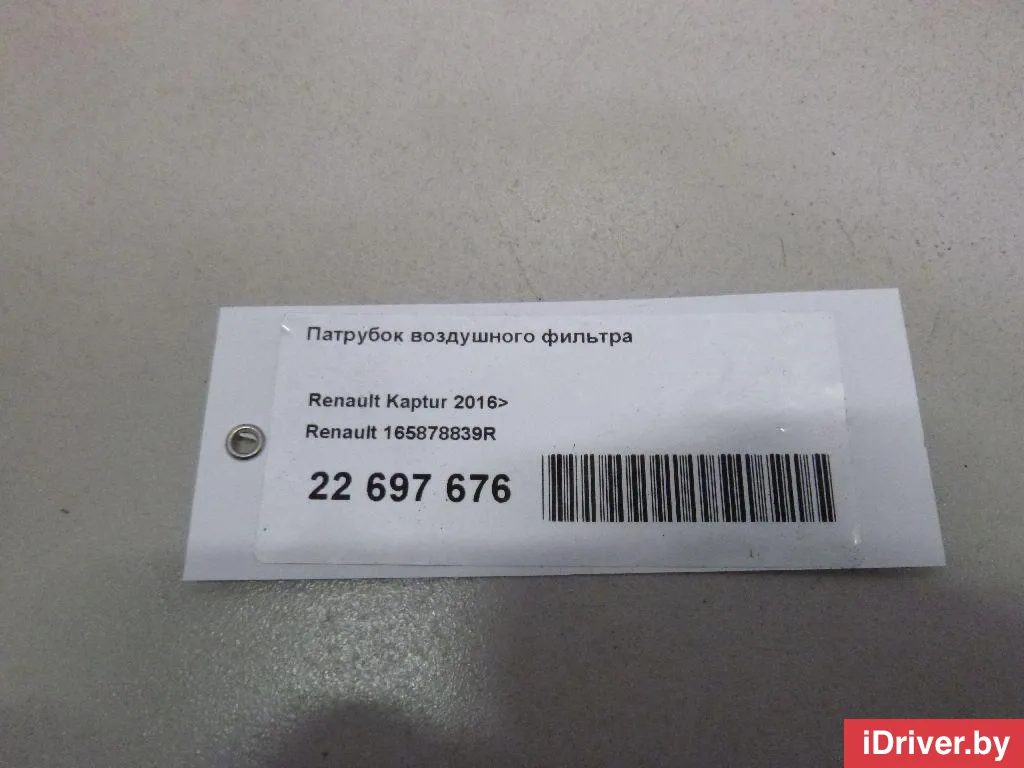 Патрубок воздушного фильтра
Renault Kaptur 2016>
Renault 165878839R
22 697 676
iDriver.by